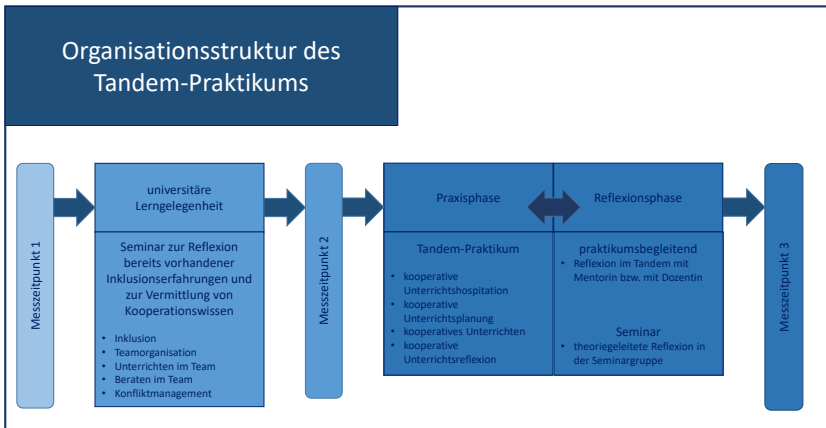 Organisationsstruktur des
Tandem-Praktikums
Messzeitpunkt 1
universitäre
Lerngelegenheit
Seminar zur Reflexion
bereits vorhandener
Inklusionserfahrungen und
zur Vermittlung von
Kooperationswissen
• Inklusion
• Teamorganisation
• Unterrichten im Team
• Beraten im Team
• Konfliktmanagement
Messzeitpunkt 2
Praxisphase
Tandem-Praktikum
• kooperative
Unterrichtshospitation
• kooperative
Unterrichtsplanung
• kooperatives Unterrichten
• kooperative
Unterrichtsreflexion
Reflexionsphase
praktikumsbegleitend
• Reflexion im Tandem mit
Mentorin bzw. mit Dozentin
Seminar
• theoriegeleitete Reflexion in
der Seminargruppe
Messzeitpunkt 3